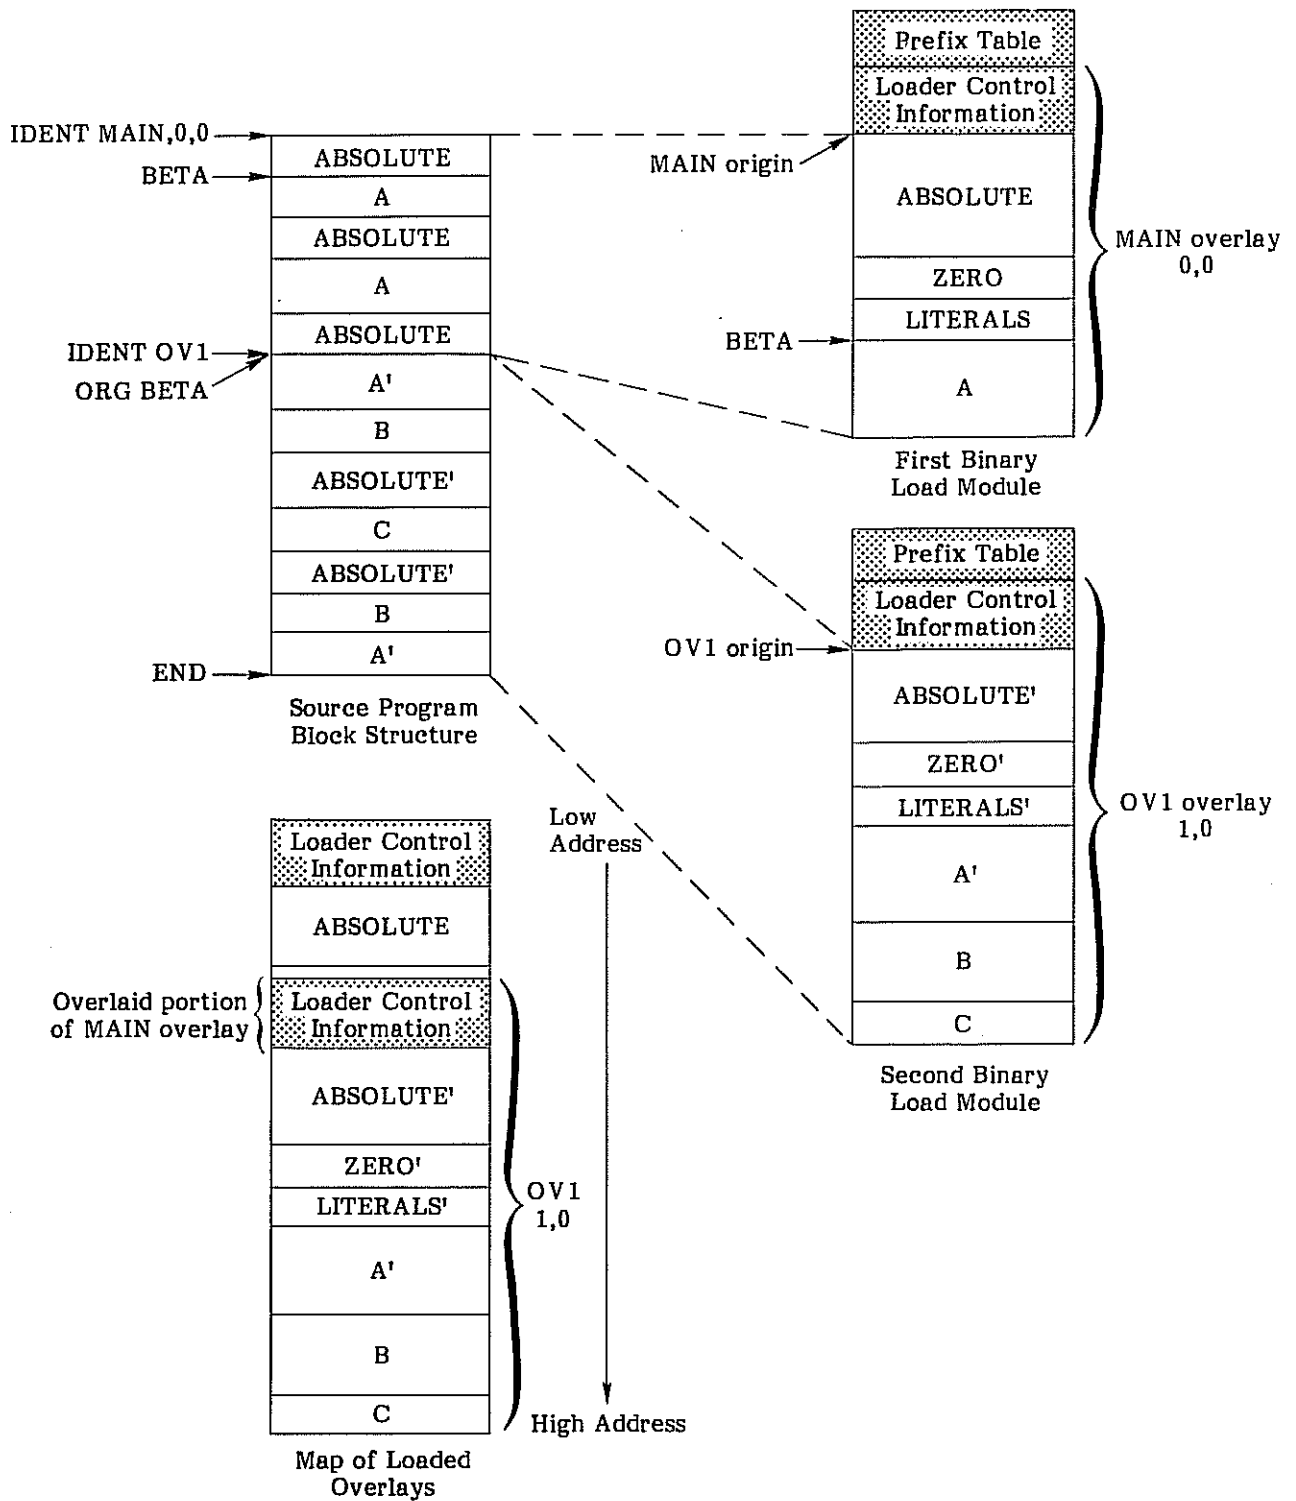 IDENT MAIN,0,0
BETA
ABSOLUTE
A
ABSOLUTE
A
ABSOLUTE
IDENT OV1
ORG BETA
A'
B
ABSOLUTE'
C
ABSOLUTE'
B
A'
END
Source Program
Block Structure
Prefix Table
Loader Control
Information
MAIN origin
ABSOLUTE
ZERO
LITERALS
BETA
A
MAIN overlay
0,0
First Binary
Load Module
Prefix Table
Loader Control
Information
OV1 origin
ABSOLUTE'
ZERO'
LITERALS'
A'
B
C
OV1 overlay
1,0
Second Binary
Load Module
Low
Address
High Address
Loader Control
Information
ABSOLUTE
Overlaid portion
of MAIN overlay
Loader Control
Information
ABSOLUTE'
ZERO'
LITERALS'
A'
B
C
OV1
1,0
Map of Loaded
Overlays